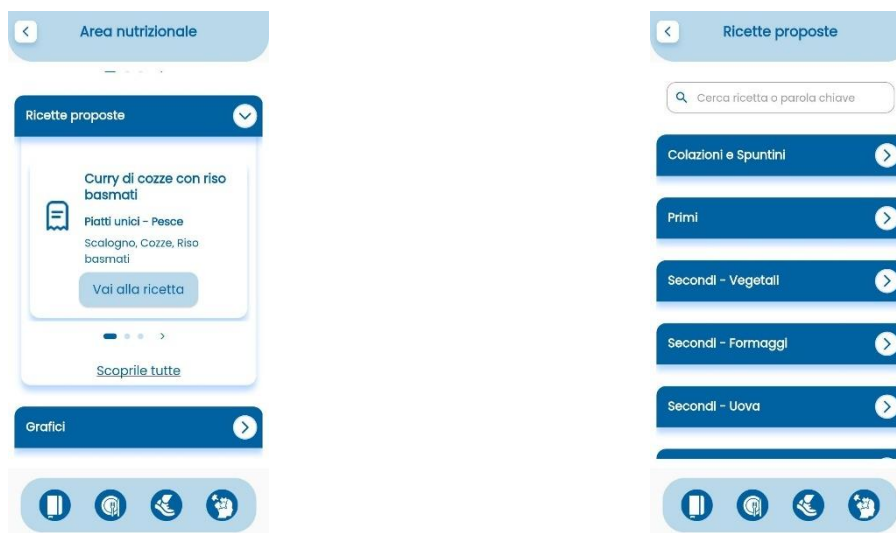 Area nutrizionale
Ricette proposte
Curry di cozze con riso
basmati
Piatti unici - Pesce
Scalogno, Cozze, Riso
basmati
Vai alla ricetta
Scoprile tutte
Grafici
Ricette proposte
Cerca ricetta o parola chiave
Colazioni e Spuntini
Primi
Secondi - Vegetali
Secondi - Formaggi
Secondi - Uova